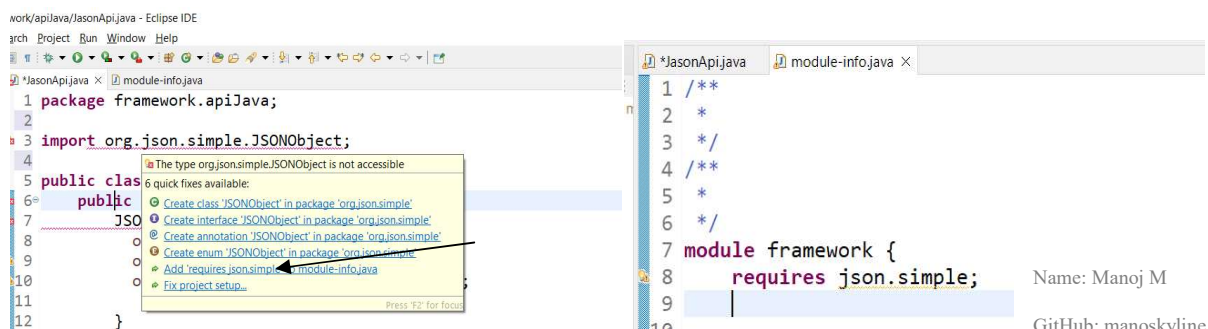 work/apiJava/JasonApi.java - Eclipse IDE
arch Project Run Window Help
*JasonApi.java × module-info.java
1 package framework.apiJava;
2
3 import org.json.simple.JSONObject;
4
5 public clas
6 public
7 JSO
8 o
9 o
10 o ;
11
12 }
The type org.json.simple.JSONObject is not accessible
6 quick fixes available:
Create class 'JSONObject' in package 'org.json.simple'
Create interface 'JSONObject' in package 'org.json.simple'
Create annotation 'JSONObject' in package 'org.json.simple'
Create enum 'JSONObject' in package 'org.json.simple'
Add 'requires json.simple' to module-info.java
Fix project setup...
Press 'F2' for focus
*JasonApi.java module-info.java ×
1 /**
2 *
3 */
4 /**
5 *
6 */
7 module framework {
8 requires json.simple;
9
10
Name: Manoj M
GitHub: manoskyline